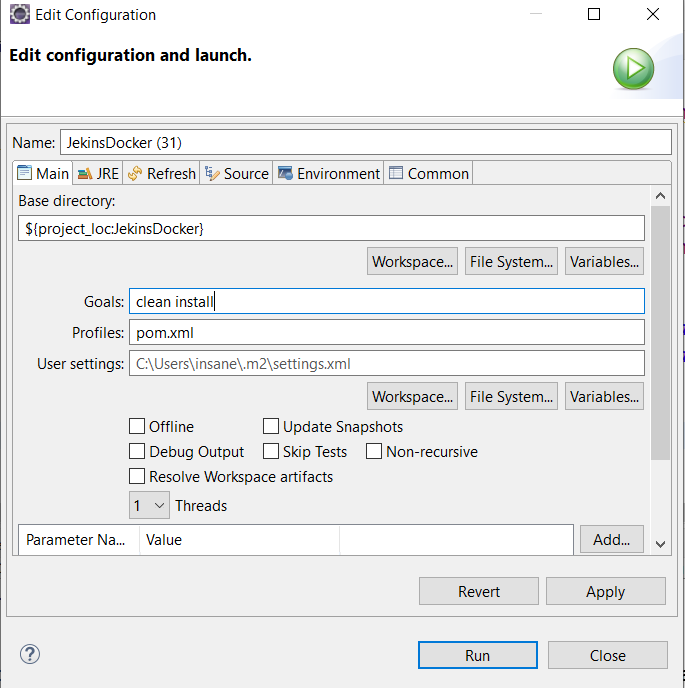 Edit Configuration
Edit configuration and launch.
Name: JekinsDocker (31)
Main JRE Refresh Source Environment Common
Base directory:
${project_loc:JekinsDocker}
Workspace... File System... Variables...
Goals: clean install
Profiles: pom.xml
User settings: C:\Users\insane\.m2\settings.xml
Workspace... File System... Variables...
Offline Update Snapshots
Debug Output Skip Tests Non-recursive
Resolve Workspace artifacts
1 Threads
Parameter Na... Value Add...
Revert Apply
? Run Close